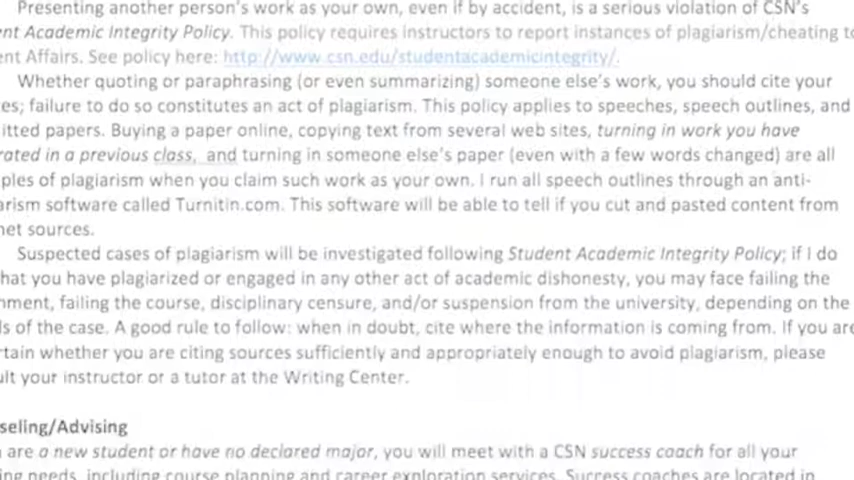 Presenting another person's work as your own, even if by accident, is a serious violation of CSN's
nt Academic Integrity Policy. This policy requires instructors to report instances of plagiarism/cheating to
ent Affairs. See policy here: http://www.csn.edu/studentacademicintegrity/.
Whether quoting or paraphrasing (or even summarizing) someone else's work, you should cite your
es; failure to do so constitutes an act of plagiarism. This policy applies to speeches, speech outlines, and
itted papers. Buying a paper online, copying text from several web sites, turning in work you have
rated in a previous class, and turning in someone else's paper (even with a few words changed) are all
ples of plagiarism when you claim such work as your own. I run all speech outlines through an anti-
arism software called Turnitin.com. This software will be able to tell if you cut and pasted content from
net sources.
Suspected cases of plagiarism will be investigated following Student Academic Integrity Policy; if I do
hat you have plagiarized or engaged in any other act of academic dishonesty, you may face failing the
nment, failing the course, disciplinary censure, and/or suspension from the university, depending on the
ls of the case. A good rule to follow: when in doubt, cite where the information is coming from. If you are
rtain whether you are citing sources sufficiently and appropriately enough to avoid plagiarism, please
ult your instructor or a tutor at the Writing Center.
seling/Advising
are a new student or have no declared major, you will meet with a CSN success coach for all your
ing needs, including course planning and career exploration services. Success coaches are located in